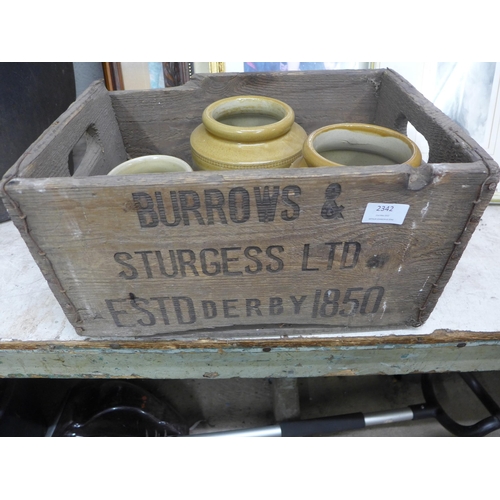 BURROWS &
STURGESS LTD.
ESTD DERBY 1850
2342